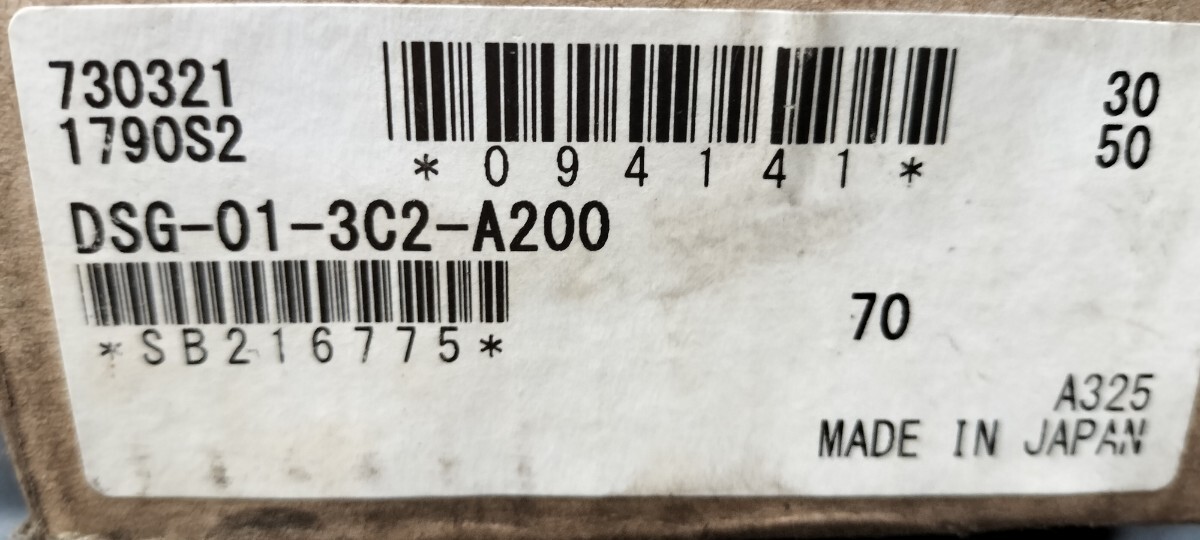 730321
1790S2
*094141*
30
50
DSG-01-3C2-A200
*SB216775*
70
A325
MADE IN JAPAN